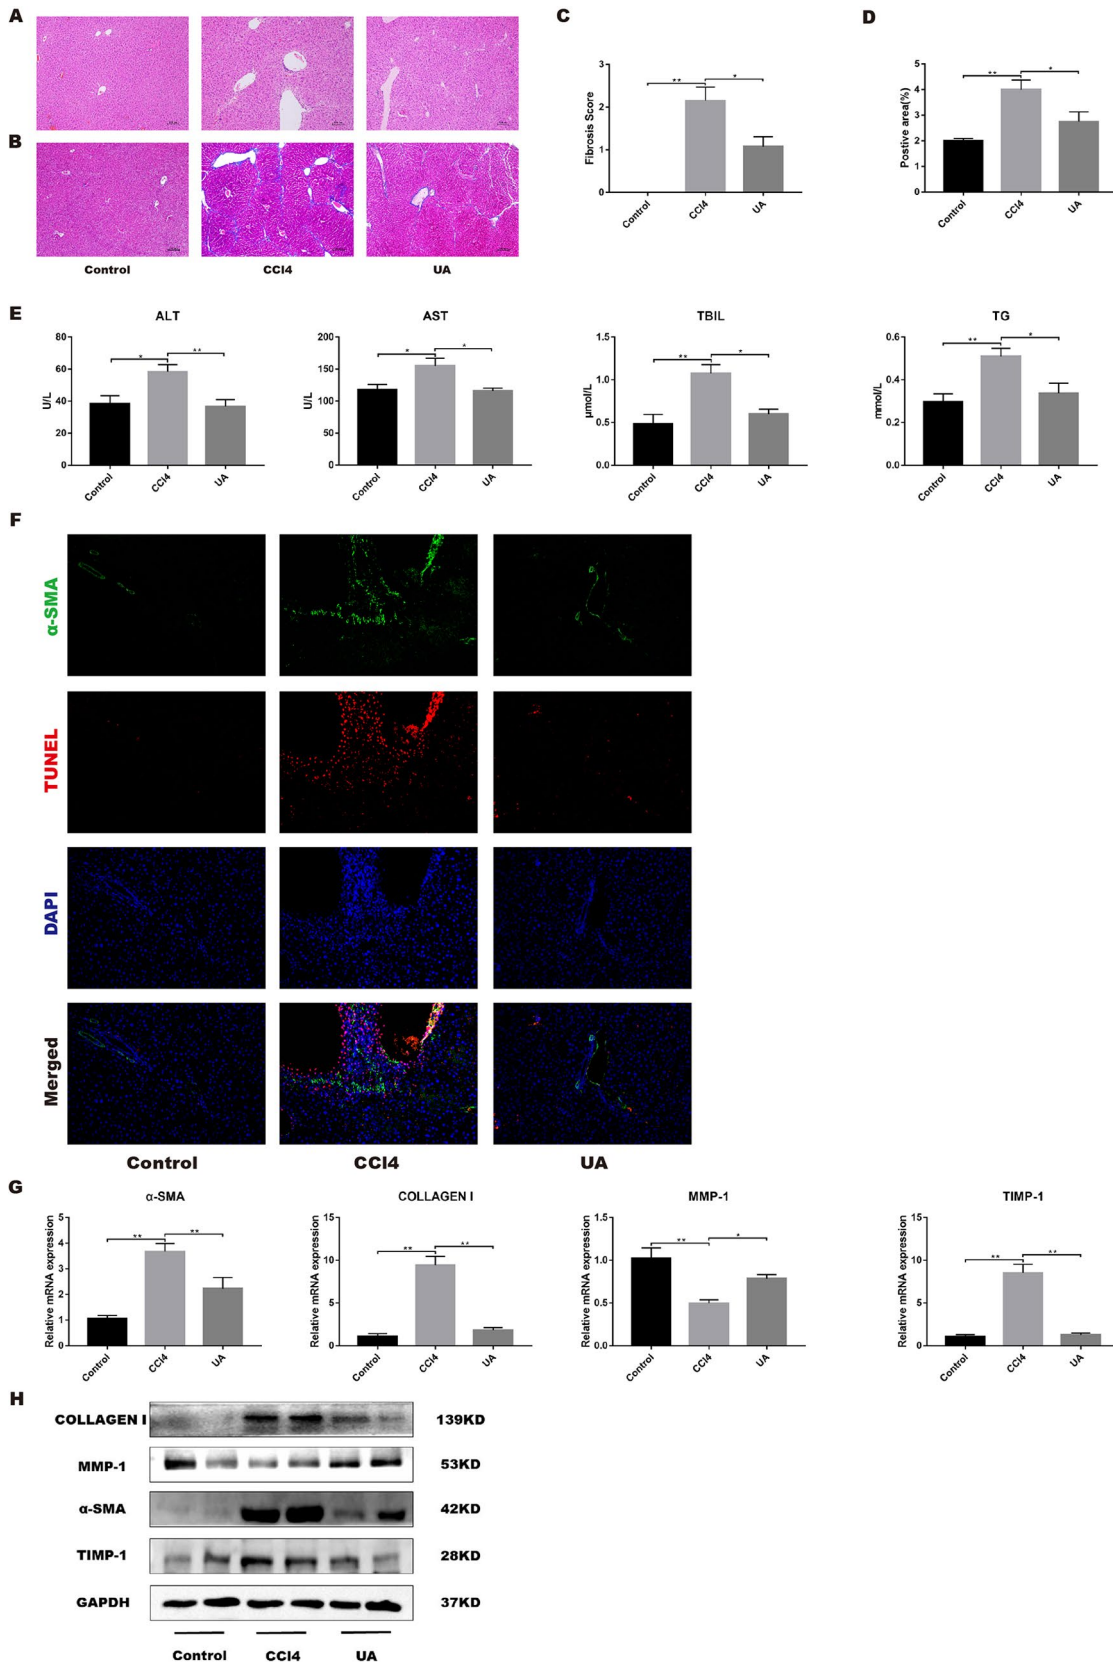 A
B
Control CCl4 UA
C
Fibrosis Score
3
2
1
0
** *
Control CCl4 UA
D
Postive area(%)
5
4
3
2
1
0
** *
Control CCl4 UA
E
ALT
U/L
80
60
40
20
0
* **
Control CCl4 UA
AST
U/L
200
150
100
50
0
* *
Control CCl4 UA
TBIL
μmol/L
1.5
1.0
0.5
0.0
** *
Control CCl4 UA
TG
mmol/L
0.6
0.4
0.2
0.0
** *
Control CCl4 UA
F
α-SMA
TUNEL
DAPI
Merged
Control CCl4 UA
G
α-SMA
Relative mRNA expression
5
4
3
2
1
0
** **
Control CCl4 UA
COLLAGEN I
Relative mRNA expression
15
10
5
0
** **
Control CCl4 UA
MMP-1
Relative mRNA expression
1.5
1.0
0.5
0.0
** *
Control CCl4 UA
TIMP-1
Relative mRNA expression
15
10
5
0
** **
Control CCl4 UA
H
COLLAGEN I 139KD
MMP-1 53KD
α-SMA 42KD
TIMP-1 28KD
GAPDH 37KD
Control CCl4 UA